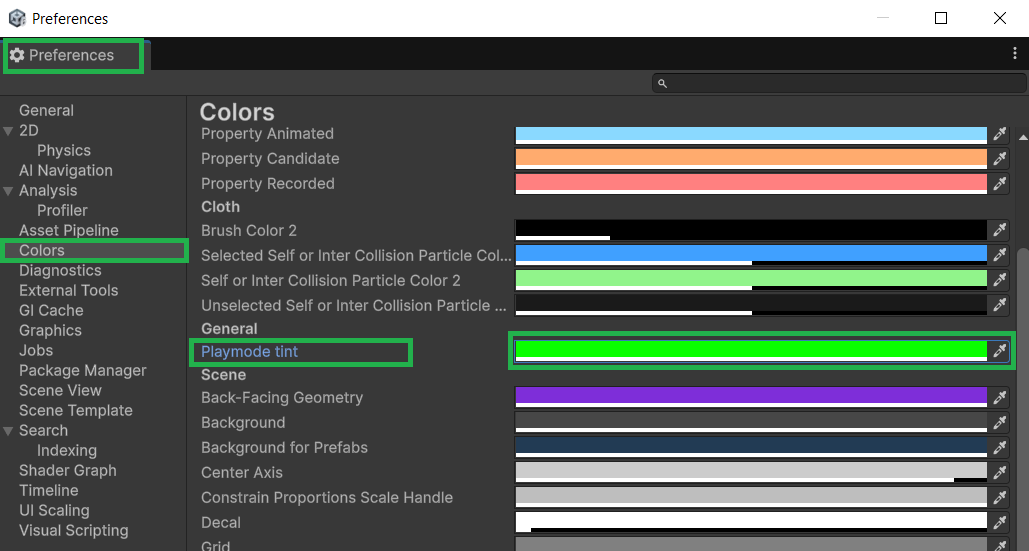 Preferences
Preferences
General
2D
Physics
AI Navigation
Analysis
Profiler
Asset Pipeline
Colors
Diagnostics
External Tools
GI Cache
Graphics
Jobs
Package Manager
Scene View
Scene Template
Search
Indexing
Shader Graph
Timeline
UI Scaling
Visual Scripting
Colors
Property Animated
Property Candidate
Property Recorded
Cloth
Brush Color 2
Selected Self or Inter Collision Particle Col...
Self or Inter Collision Particle Color 2
Unselected Self or Inter Collision Particle ...
General
Playmode tint
Scene
Back-Facing Geometry
Background
Background for Prefabs
Center Axis
Constrain Proportions Scale Handle
Decal
Grid